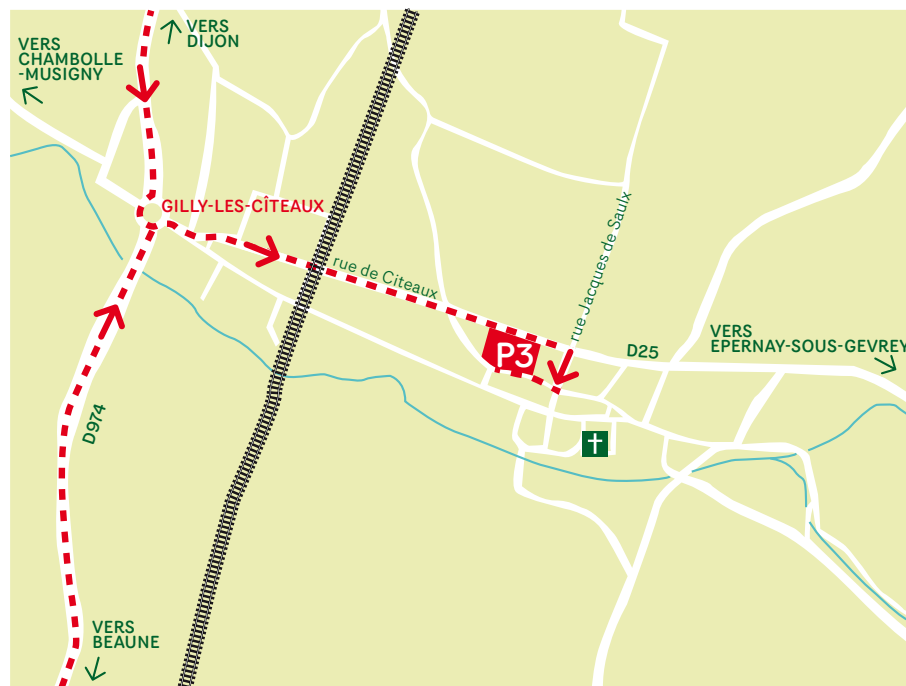 VERS
DIJON
VERS
CHAMBOLLE
-MUSIGNY
GILLY-LES-CÎTEAUX
rue de Citeaux
rue Jacques de Saulx
P3
D25
VERS
EPERNAY-SOUS-GEVREY
D974
VERS
BEAUNE